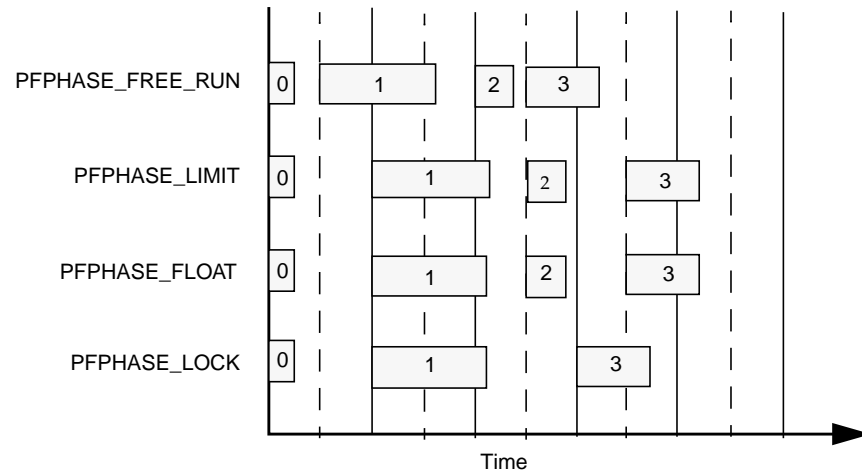 PFPHASE_FREE_RUN 0 1 2 3
PFPHASE_LIMIT 0 1 2 3
PFPHASE_FLOAT 0 1 2 3
PFPHASE_LOCK 0 1 3
Time